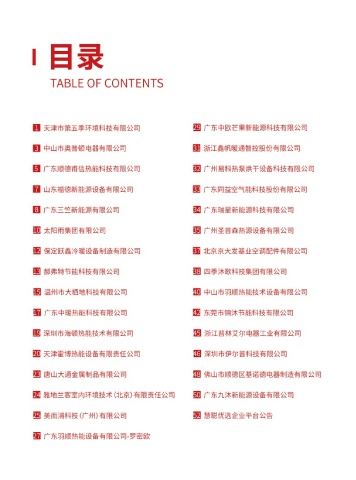 目录
TABLE OF CONTENTS
1 天津市第五季环境科技有限公司
3 中山市奥普顿电器有限公司
5 广东顺德甫信热能科技有限公司
7 山东福德新能源设备有限公司
8 广东三竺新能源有限公司
10 太阳雨集团有限公司
12 保定跃鑫冷暖设备制造有限公司
13 郝弗特节能科技有限公司
15 温州市大栖地科技有限公司
17 广东中暖热能科技有限公司
19 深圳市海顿热能技术有限公司
20 天津霍博热能设备有限责任公司
23 唐山大通金属制品有限公司
24 雅地兰客室内环境技术(北京)有限责任公司
25 美雨浦科技(广州)有限公司
27 广东羽顺热能设备有限公司-罗密欧
29 广东中欧芒果新能源科技有限公司
31 浙江鑫帆暖通智控股份有限公司
32 广州易科热泵烘干设备科技有限公司
33 广东同益空气能科技股份有限公司
34 广东瑞星新能源科技有限公司
35 广州圣普森热源设备有限公司
37 北京京大发基业空调配件有限公司
38 四季沐歌科技集团有限公司
40 中山市羽顺热能技术设备有限公司
42 东莞市锦沐节能科技有限公司
45 浙江普林艾尔电器工业有限公司
46 深圳市伊尔普科技有限公司
48 佛山市顺德区基诺德电器制造有限公司
50 广东九沐新能源设备有限公司
52 慧聪优选企业平台公告